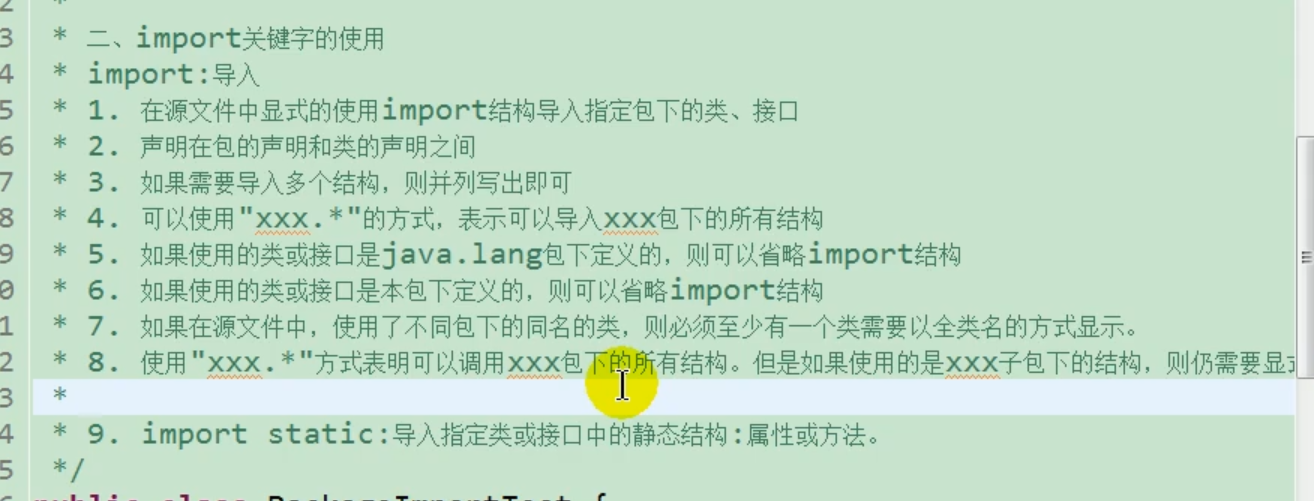 2 *
3 * 二、import关键字的使用
4 * import:导入
5 * 1. 在源文件中显式的使用import结构导入指定包下的类、接口
6 * 2. 声明在包的声明和类的声明之间
7 * 3. 如果需要导入多个结构，则并列写出即可
8 * 4. 可以使用"xxx.*"的方式，表示可以导入xxx包下的所有结构
9 * 5. 如果使用的类或接口是java.lang包下定义的，则可以省略import结构
0 * 6. 如果使用的类或接口是本包下定义的，则可以省略import结构
1 * 7. 如果在源文件中，使用了不同包下的同名的类，则必须至少有一个类需要以全类名的方式显示。
2 * 8. 使用"xxx.*"方式表明可以调用xxx包下的所有结构。但是如果使用的是xxx子包下的结构，则仍需要显
3 *
4 * 9. import static:导入指定类或接口中的静态结构:属性或方法。
5 */
public class PackageImportTest {